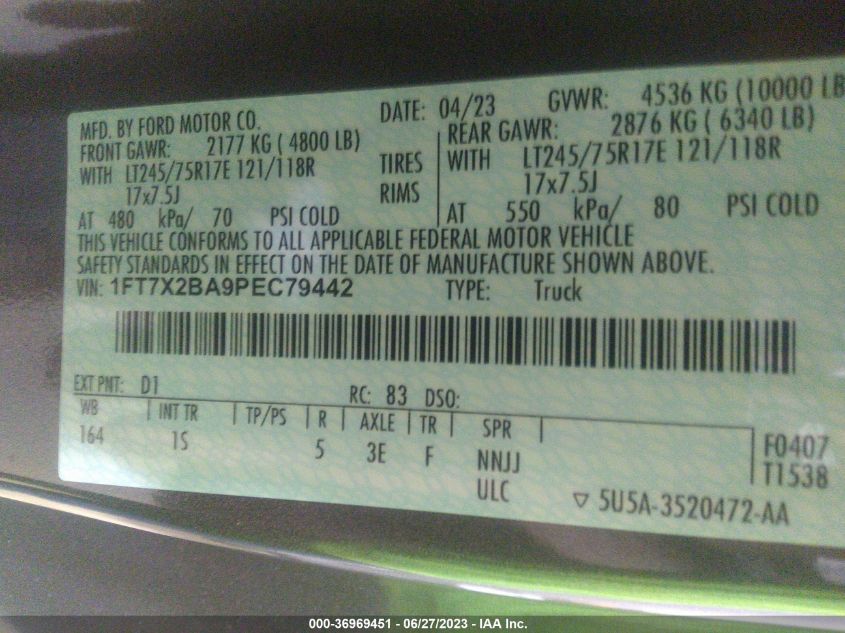 MFD. BY FORD MOTOR CO. DATE: 04/23 GVWR: 4536 KG (10000 LB
FRONT GAWR: 2177 KG ( 4800 LB) REAR GAWR: 2876 KG ( 6340 LB)
WITH LT245/75R17E 121/118R TIRES WITH LT245/75R17E 121/118R
17x7.5J RIMS 17x7.5J
AT 480 kPa/ 70 PSI COLD AT 550 kPa/ 80 PSI COLD
THIS VEHICLE CONFORMS TO ALL APPLICABLE FEDERAL MOTOR VEHICLE
SAFETY STANDARDS IN EFFECT ON THE DATE OF MANUFACTURE SHOWN ABOVE.
VIN: 1FT7X2BA9PEC79442 TYPE: Truck
EXT PNT: D1 RC: 83 DSO:
WB INT TR TP/PS R AXLE TR SPR
164 1S 5 3E F NNJJ F0407
ULC T1538
5U5A-3520472-AA
000-36969451 - 06/27/2023 - IAA Inc.